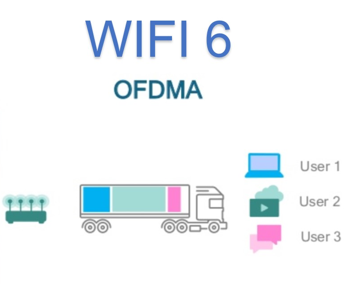 WIFI 6
OFDMA
User 1
User 2
User 3